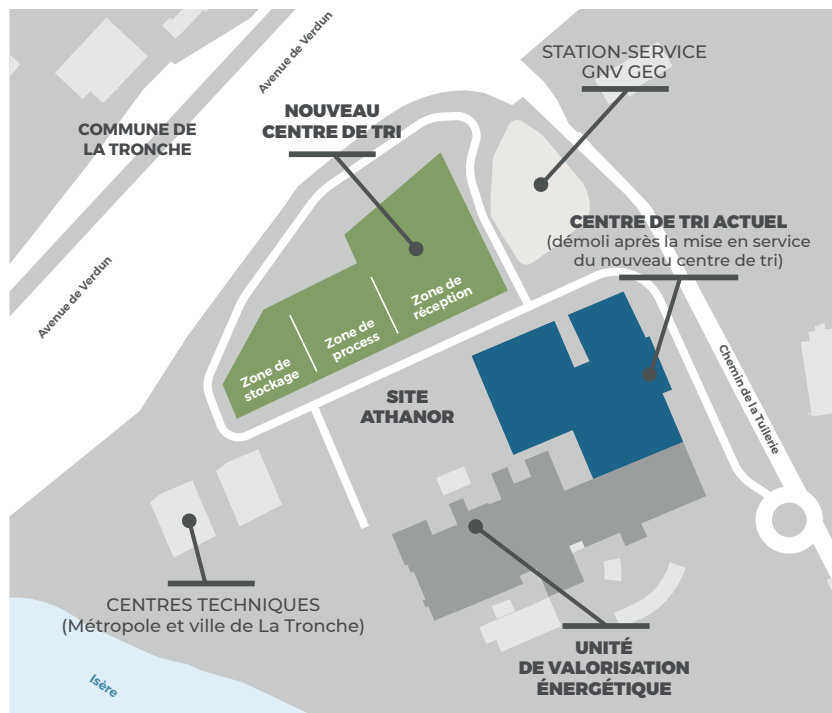 Avenue de Verdun
STATION-SERVICE
GNV GEG
NOUVEAU
CENTRE DE TRI
COMMUNE DE
LA TRONCHE
CENTRE DE TRI ACTUEL
(démoli après la mise en service
du nouveau centre de tri)
Avenue de Verdun
Zone de
réception
Zone de
process
Zone de
stockage
SITE
ATHANOR
Chemin de la Tuilerie
CENTRES TECHNIQUES
(Métropole et ville de La Tronche)
UNITÉ
DE VALORISATION
ÉNERGÉTIQUE
Isère